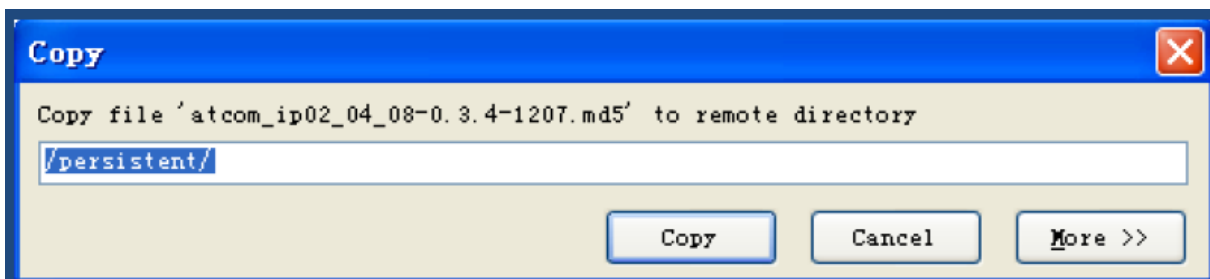 Copy
Copy file 'atcom_ip02_04_08-0.3.4-1207.md5' to remote directory
/persistent/
Copy
Cancel
More >>